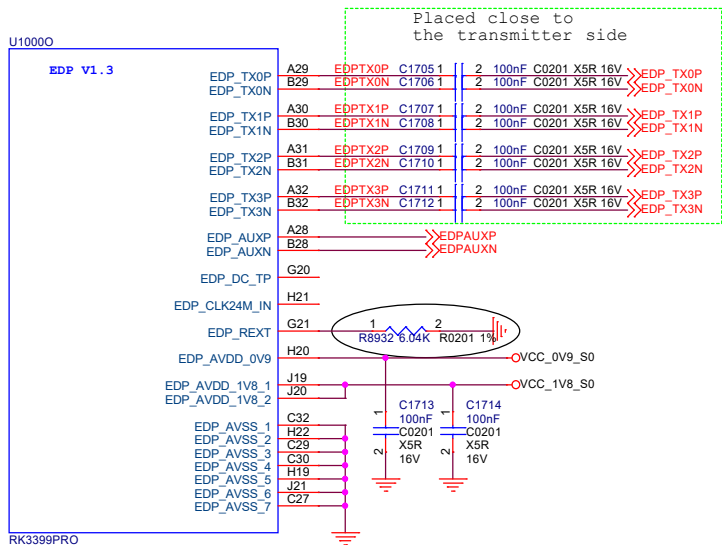 Placed close to
the transmitter side
U1000O
EDP V1.3
EDP_TX0P A29 EDPTX0P C1705 1 2 100nF C0201 X5R 16V EDP_TX0P
EDP_TX0N B29 EDPTX0N C1706 1 2 100nF C0201 X5R 16V EDP_TX0N
EDP_TX1P A30 EDPTX1P C1707 1 2 100nF C0201 X5R 16V EDP_TX1P
EDP_TX1N B30 EDPTX1N C1708 1 2 100nF C0201 X5R 16V EDP_TX1N
EDP_TX2P A31 EDPTX2P C1709 1 2 100nF C0201 X5R 16V EDP_TX2P
EDP_TX2N B31 EDPTX2N C1710 1 2 100nF C0201 X5R 16V EDP_TX2N
EDP_TX3P A32 EDPTX3P C1711 1 2 100nF C0201 X5R 16V EDP_TX3P
EDP_TX3N B32 EDPTX3N C1712 1 2 100nF C0201 X5R 16V EDP_TX3N
EDP_AUXP A28 EDPAUXP
EDP_AUXN B28 EDPAUXN
EDP_DC_TP G20
EDP_CLK24M_IN H21
EDP_REXT G21 1 2
R8932 6.04K R0201 1%
EDP_AVDD_0V9 H20 VCC_0V9_S0
EDP_AVDD_1V8_1 J19 VCC_1V8_S0
EDP_AVDD_1V8_2 J20
C1713 C1714
1 100nF 1 100nF
C0201 C0201
X5R X5R
2 16V 2 16V
EDP_AVSS_1 C32
EDP_AVSS_2 H22
EDP_AVSS_3 C29
EDP_AVSS_4 C30
EDP_AVSS_5 H19
EDP_AVSS_6 J21
EDP_AVSS_7 C27
RK3399PRO